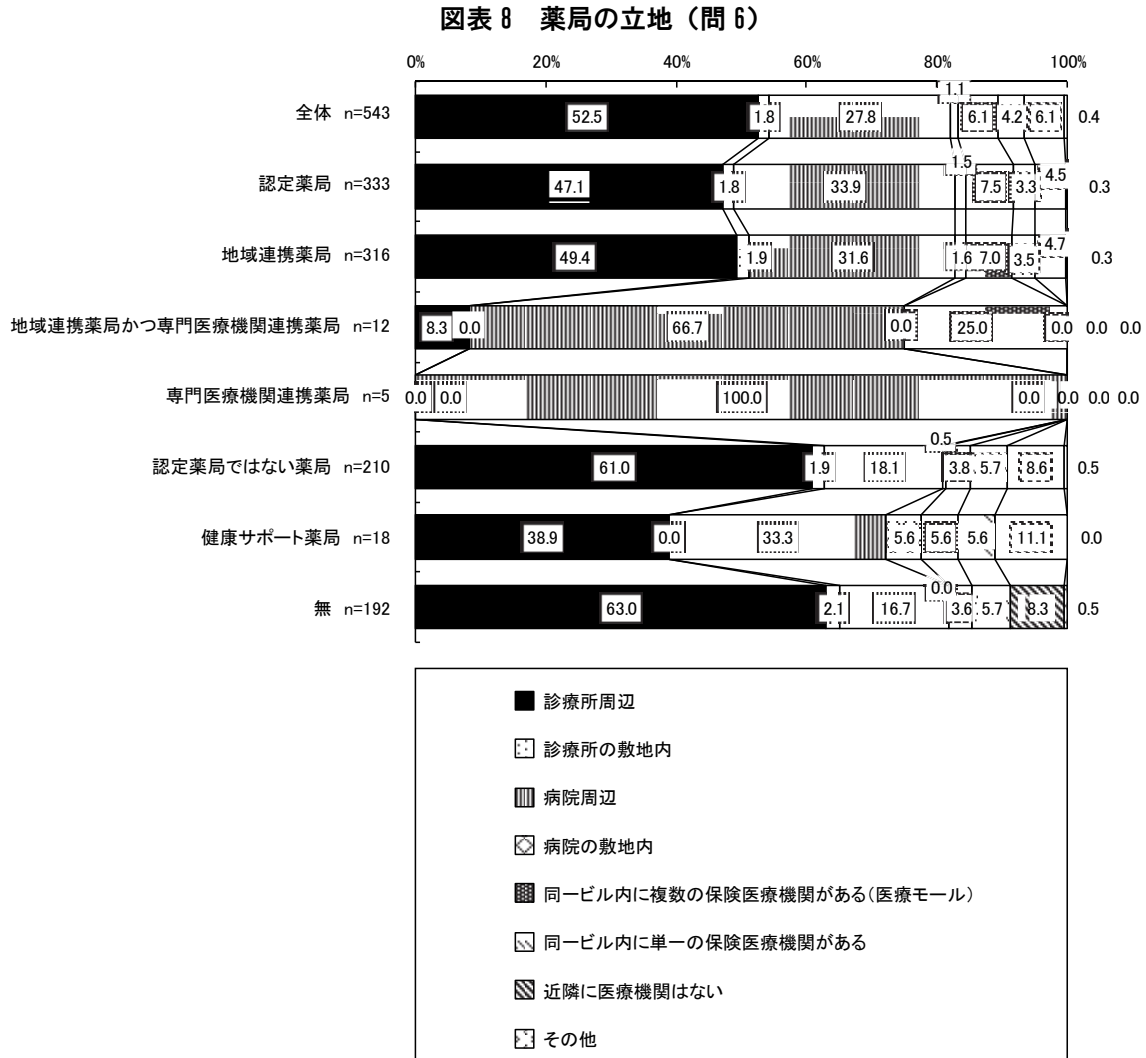 図表 8　薬局の立地（問 6）
0% 20% 40% 60% 80% 100%
1.1
全体 n=543 52.5 1.8 27.8 6.1 4.2 6.1 0.4
1.5 4.5
認定薬局 n=333 47.1 1.8 33.9 7.5 3.3 0.3
4.7
地域連携薬局 n=316 49.4 1.9 31.6 1.6 7.0 3.5 0.3
地域連携薬局かつ専門医療機関連携薬局 n=12 8.3 0.0 66.7 0.0 25.0 0.0 0.0 0.0
専門医療機関連携薬局 n=5 0.0 0.0 100.0 0.0 0.0 0.0 0.0
0.5
認定薬局ではない薬局 n=210 61.0 1.9 18.1 3.8 5.7 8.6 0.5
健康サポート薬局 n=18 38.9 0.0 33.3 5.6 5.6 5.6 11.1 0.0
0.0
無 n=192 63.0 2.1 16.7 3.6 5.7 8.3 0.5
診療所周辺
診療所の敷地内
病院周辺
病院の敷地内
同一ビル内に複数の保険医療機関がある（医療モール）
同一ビル内に単一の保険医療機関がある
近隣に医療機関はない
その他